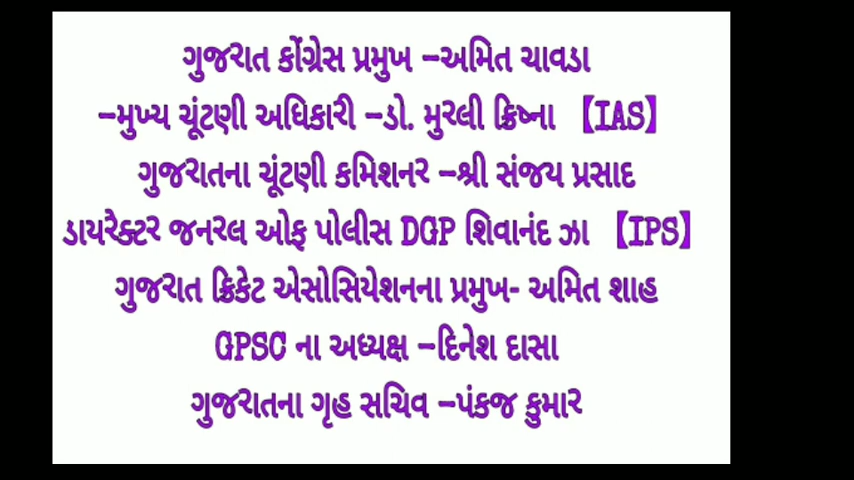 ગુજરાત કોંગ્રેસ પ્રમુખ –અમિત ચાવડા
–મુખ્ય ચૂંટણી અધિકારી –ડો. મુરલી ક્રિષ્ના 【IAS】
ગુજરાતના ચૂંટણી કમિશનર –શ્રી સંજય પ્રસાદ
ડાયરેક્ટર જનરલ ઓફ પોલીસ DGP શિવાનંદ ઝા 【IPS】
ગુજરાત ક્રિકેટ એસોસિયેશનના પ્રમુખ- અમિત શાહ
GPSC ના અધ્યક્ષ –દિનેશ દાસા
ગુજરાતના ગૃહ સચિવ –પંકજ કુમાર